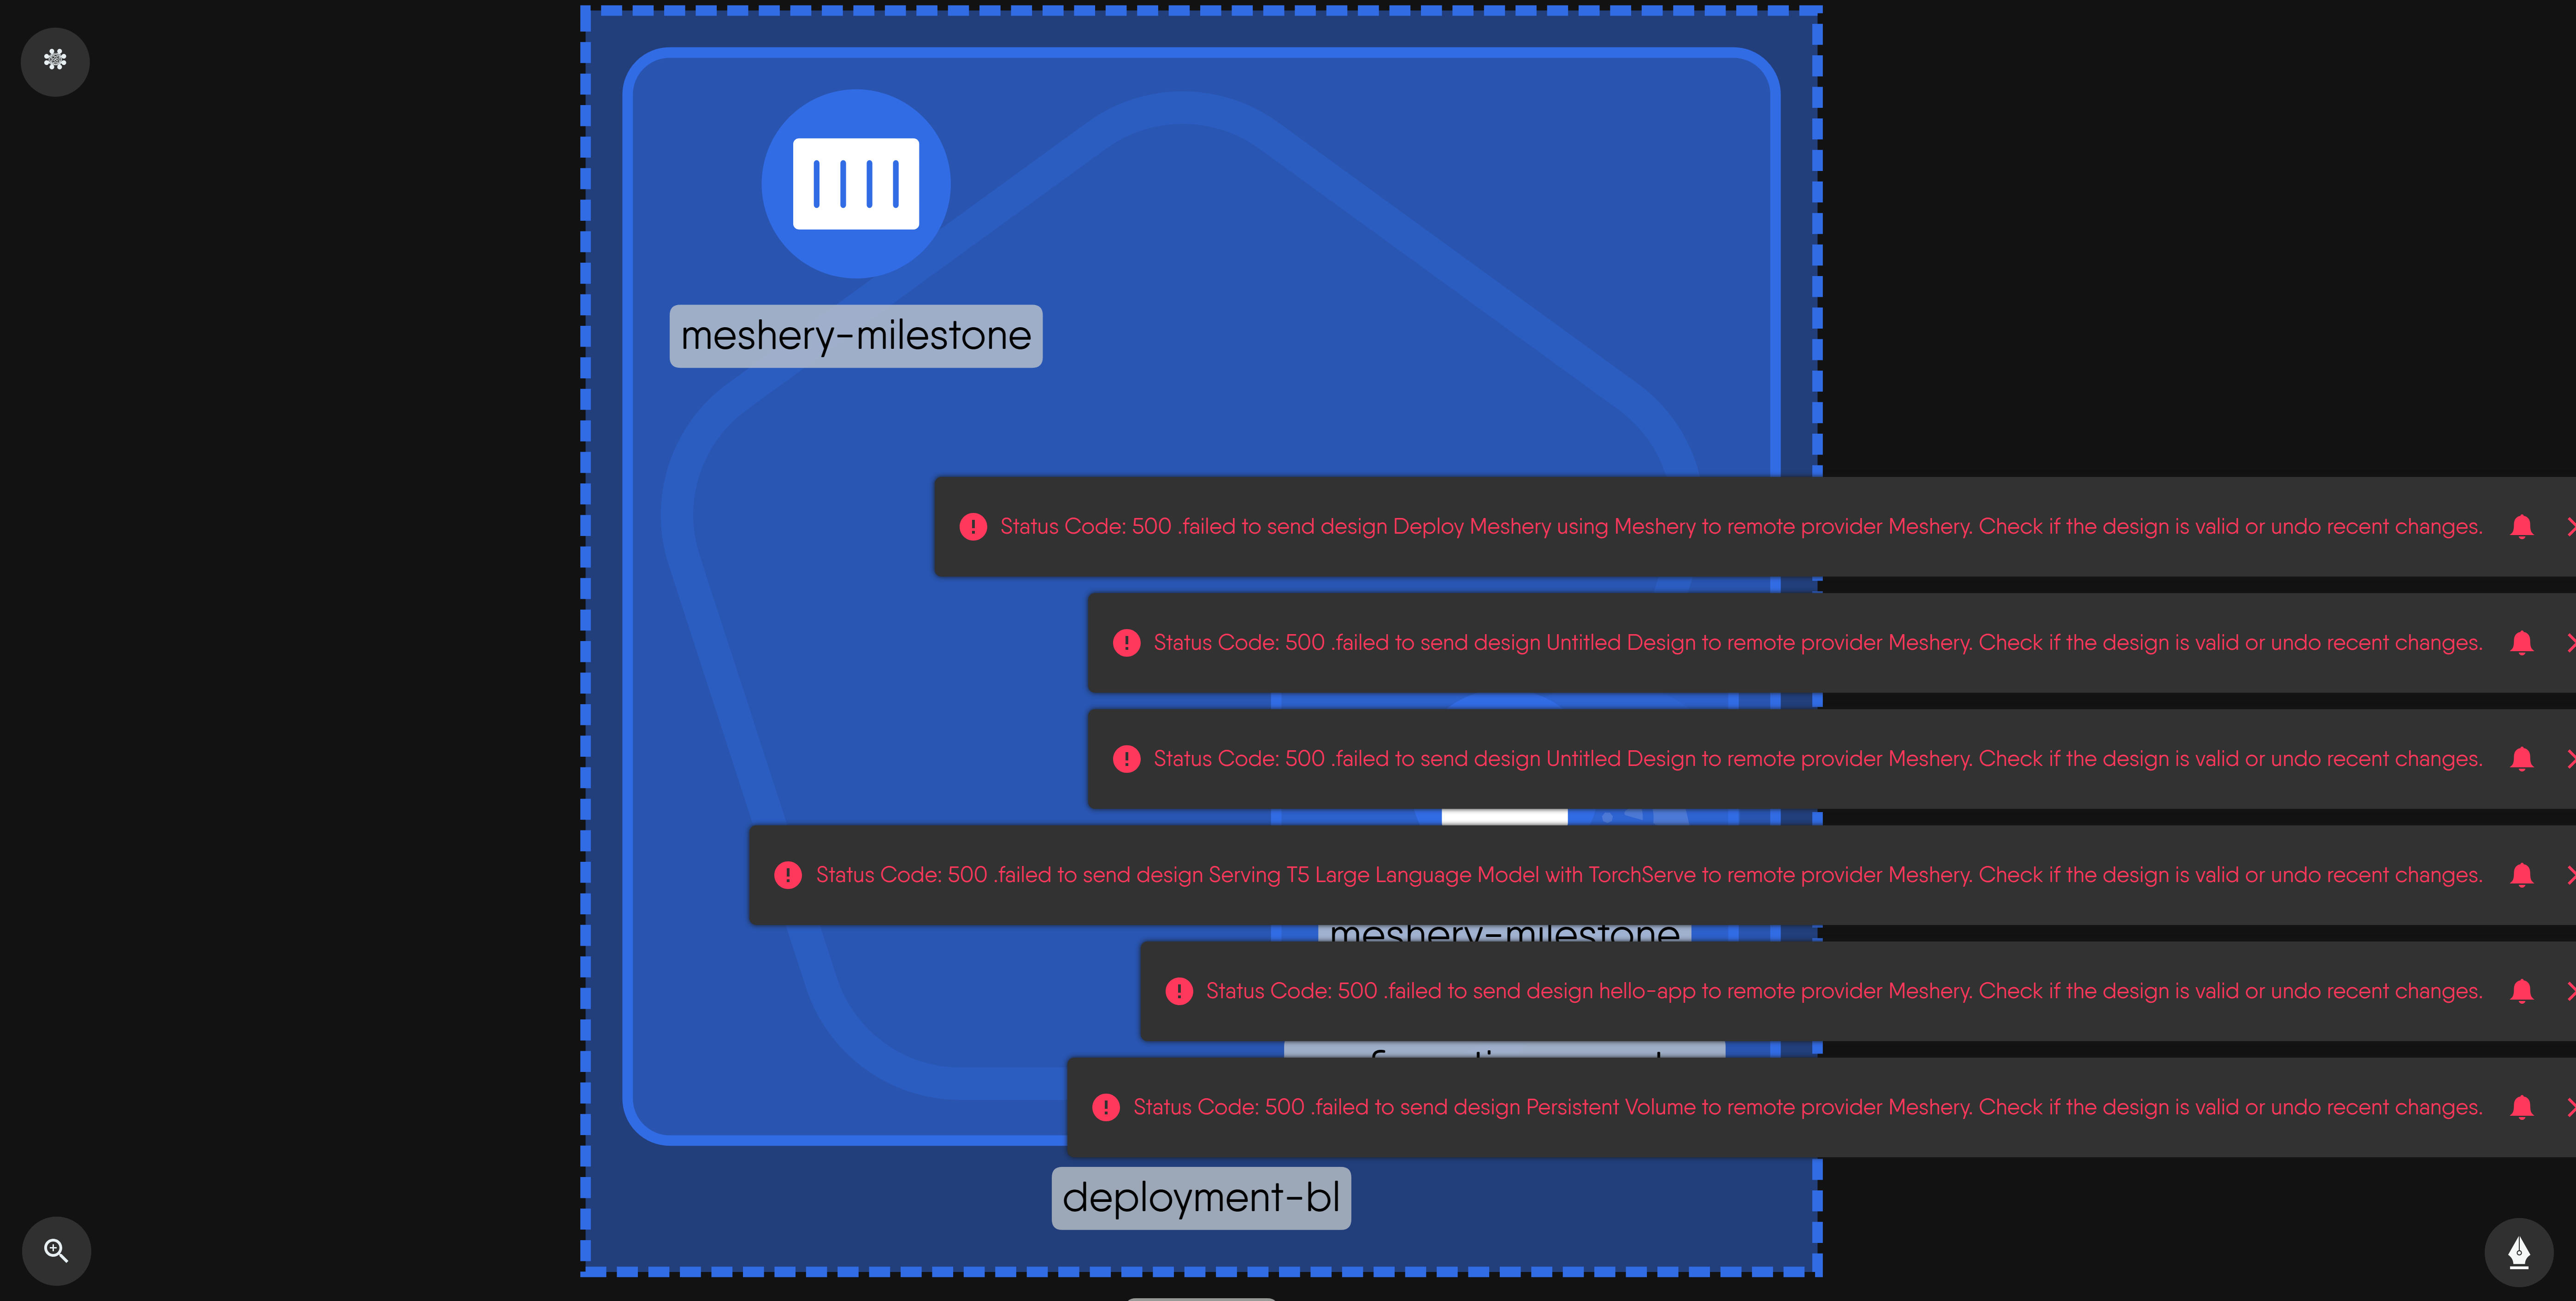 meshery-milestone
Status Code: 500 .failed to send design Deploy Meshery using Meshery to remote provider Meshery. Check if the design is valid or undo recent changes.
Status Code: 500 .failed to send design Untitled Design to remote provider Meshery. Check if the design is valid or undo recent changes.
Status Code: 500 .failed to send design Untitled Design to remote provider Meshery. Check if the design is valid or undo recent changes.
Status Code: 500 .failed to send design Serving T5 Large Language Model with TorchServe to remote provider Meshery. Check if the design is valid or undo recent changes.
meshery-milestone
Status Code: 500 .failed to send design hello-app to remote provider Meshery. Check if the design is valid or undo recent changes.
Status Code: 500 .failed to send design Persistent Volume to remote provider Meshery. Check if the design is valid or undo recent changes.
deployment-bl